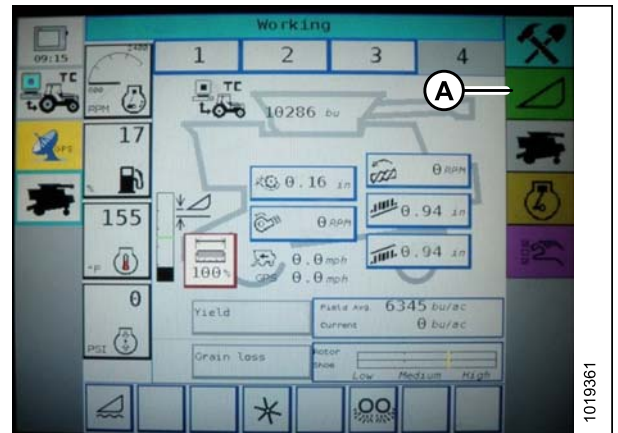 Working
09:15
1 2 3 4
RPM
TC
TC
A
10286 bu
GPS
17
%
0.16 in
0 RPM
155
0 RPM
0.94 in
0.0 mph
0.94 in
100%
GPS 0.0 mph
0
PSI
Yield
Field Avg. 6345 bu/ac
Current 0 bu/ac
Grain loss
Rotor
Shoe
Low Medium High
1019361